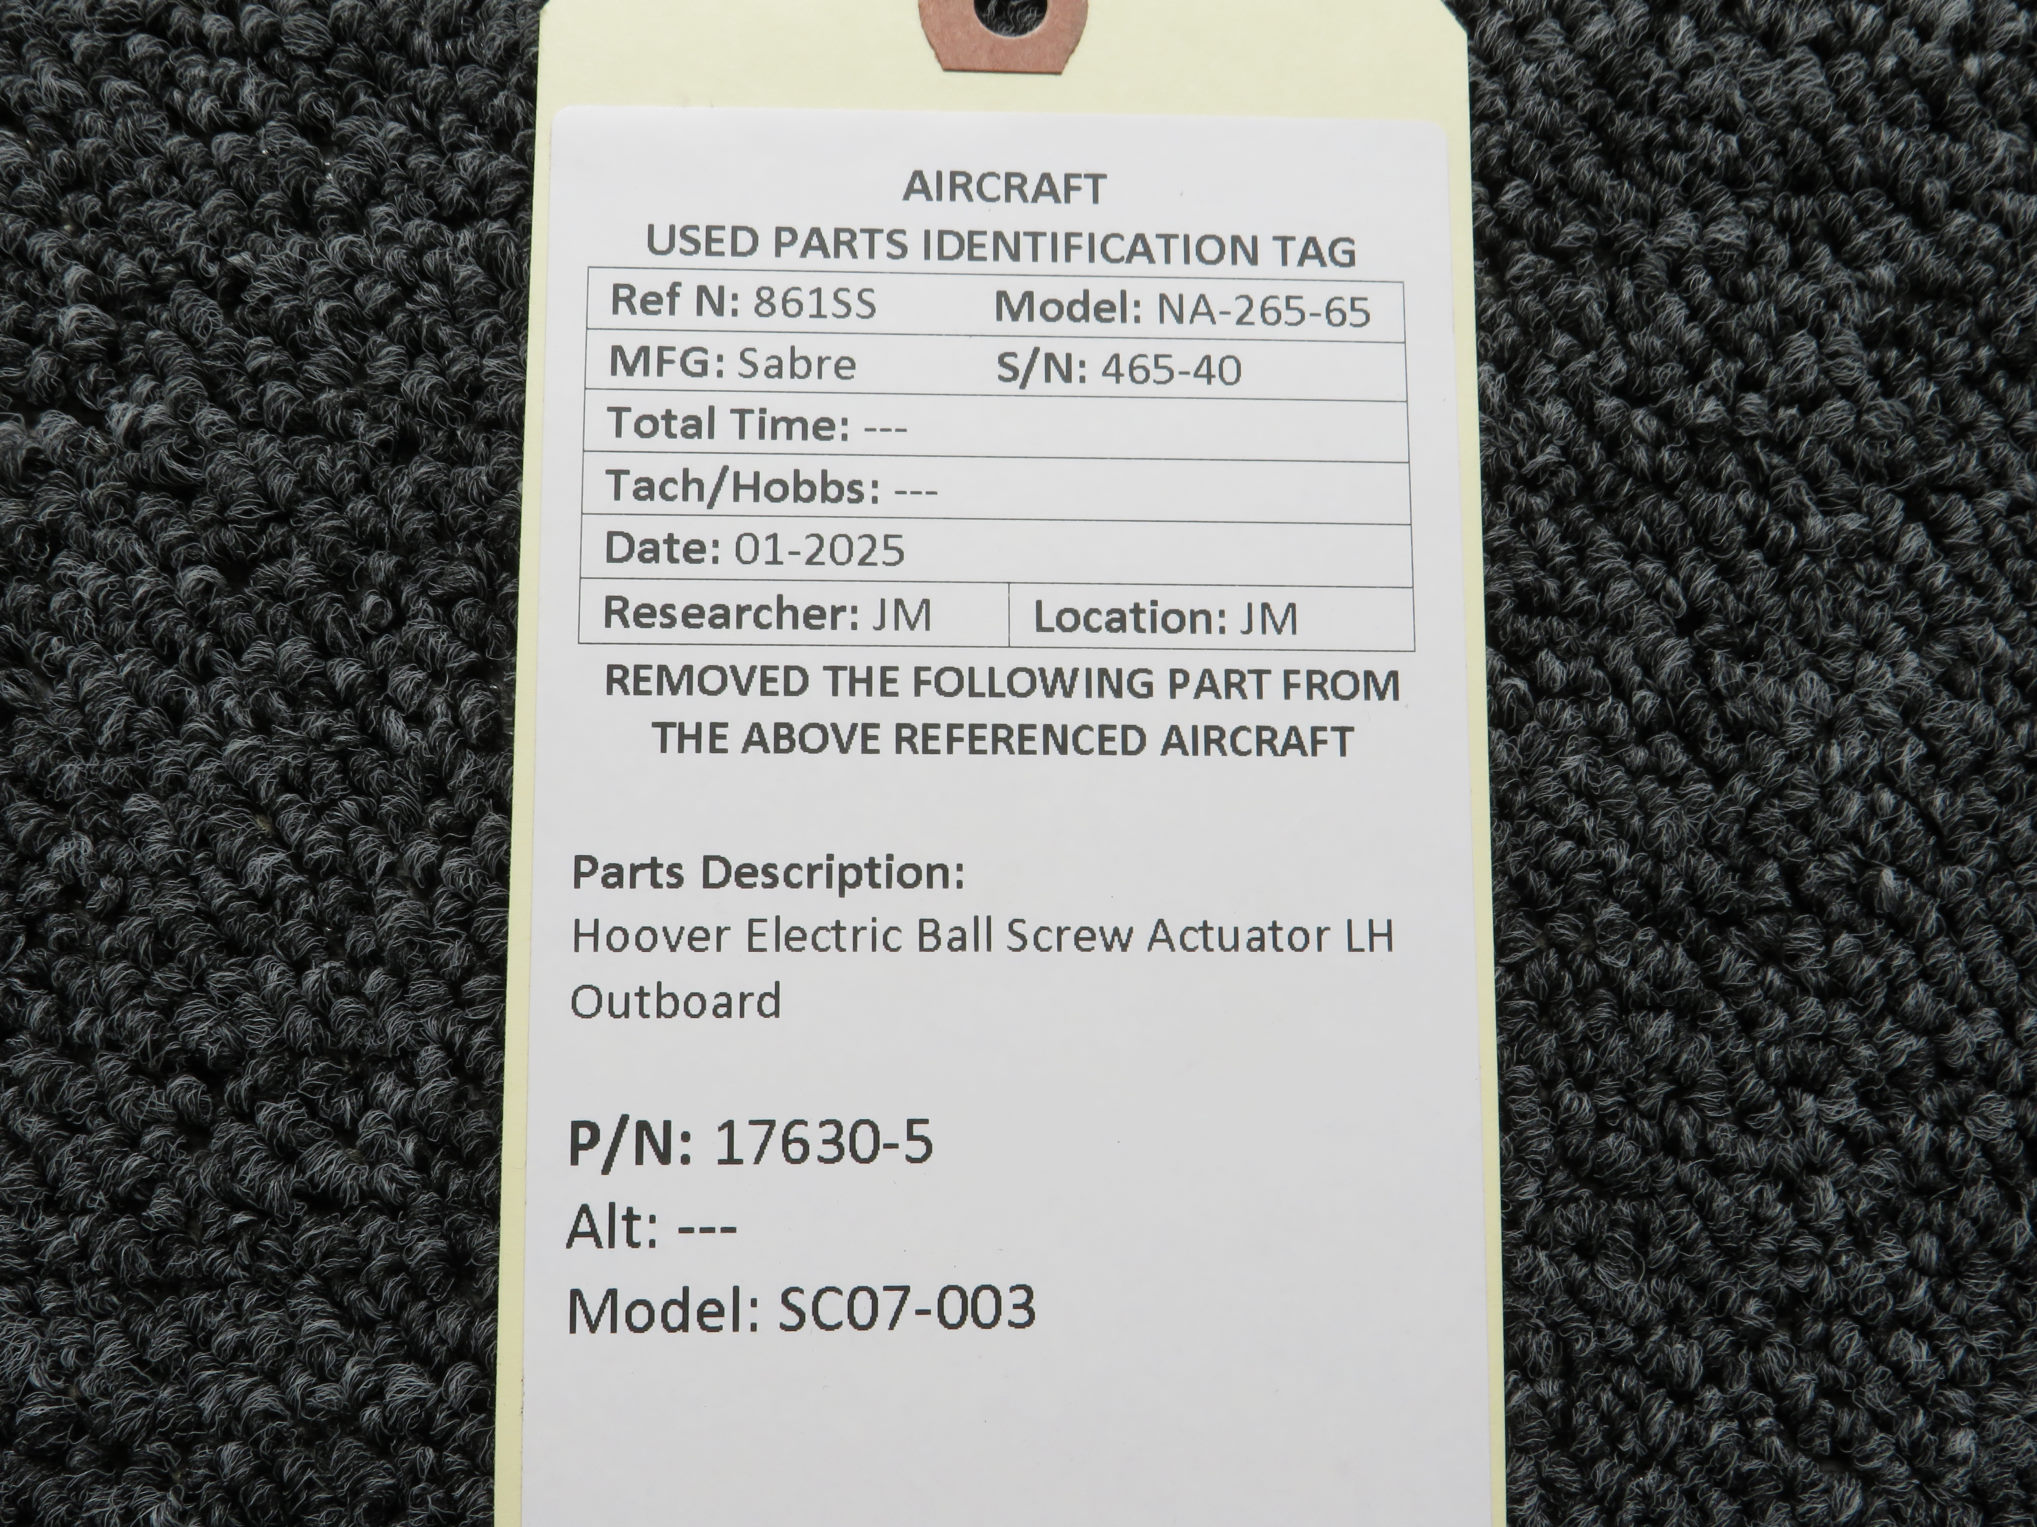 AIRCRAFT
USED PARTS IDENTIFICATION TAG
Ref N: 861SS Model: NA-265-65
MFG: Sabre S/N: 465-40
Total Time: ---
Tach/Hobbs: ---
Date: 01-2025
Researcher: JM Location: JM
REMOVED THE FOLLOWING PART FROM
THE ABOVE REFERENCED AIRCRAFT
Parts Description:
Hoover Electric Ball Screw Actuator LH
Outboard
P/N: 17630-5
Alt: ---
Model: SC07-003